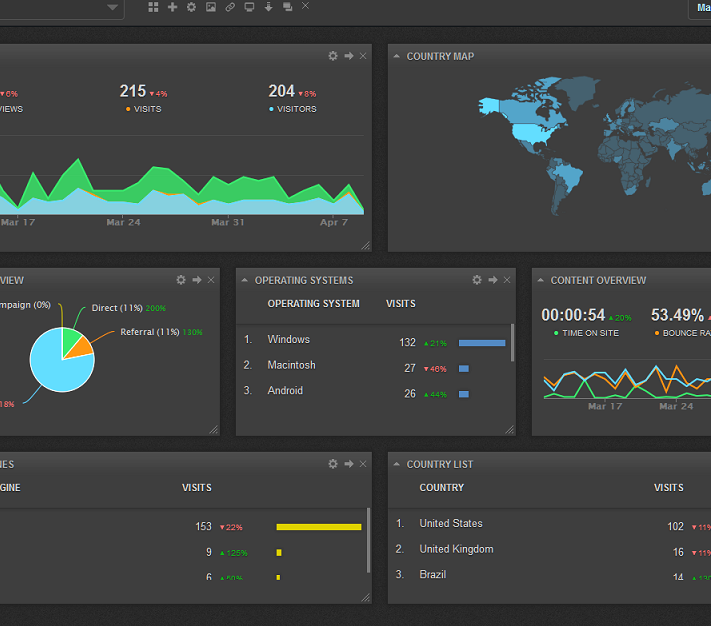 Ma
215 ▼4%
204 ▼8%
▼6%
VIEWS
VISITS
VISITORS
Mar 17
Mar 24
Mar 31
Apr 7
COUNTRY MAP
VIEW
mpaign (0%)
Direct (11%) 200%
Referral (11%) 130%
18%
OPERATING SYSTEMS
OPERATING SYSTEM VISITS
1. Windows 132 ▲21%
2. Macintosh 27 ▼46%
3. Android 26 ▲44%
CONTENT OVERVIEW
00:00:54 ▲20% 53.49%
TIME ON SITE BOUNCE RA
Mar 17 Mar 24
NES
GINE VISITS
153 ▼22%
9 ▲125%
6 ▲50%
COUNTRY LIST
COUNTRY VISITS
1. United States 102 ▼11%
2. United Kingdom 16 ▼11%
3. Brazil 14